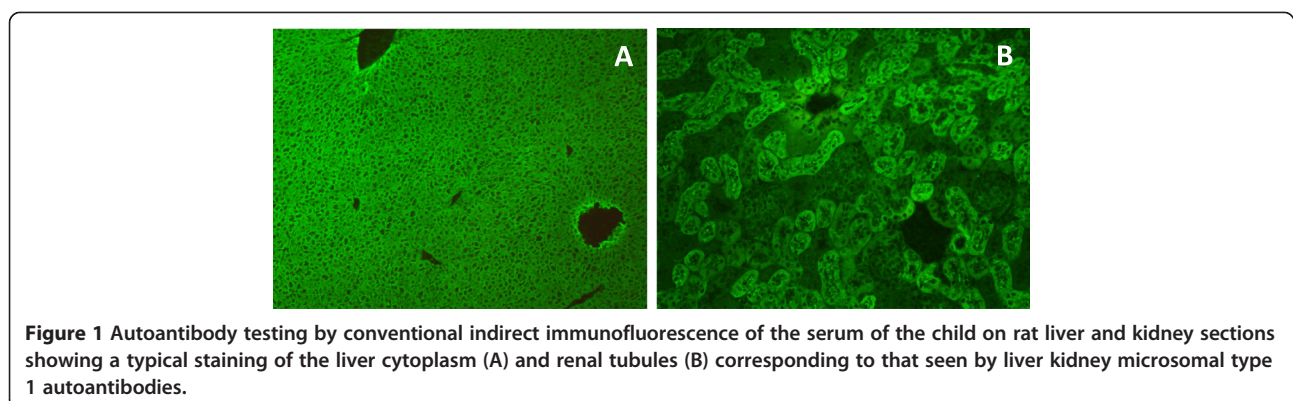 A
B
Figure 1 Autoantibody testing by conventional indirect immunofluorescence of the serum of the child on rat liver and kidney sections
showing a typical staining of the liver cytoplasm (A) and renal tubules (B) corresponding to that seen by liver kidney microsomal type
1 autoantibodies.